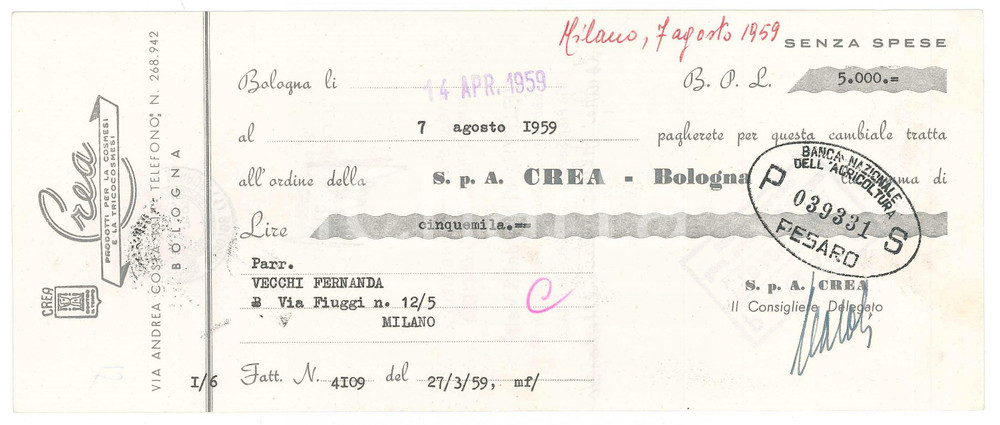 Milano, 7 agosto 1959
SENZA SPESE
Bologna li 14 APR. 1959 B. P. L. 5.000.=
al 7 agosto I959 pagherete per questa cambiale tratta
all'ordine della S. p. A. CREA - Bologna di
Lire cinquemila.==
BANCA NAZIONALE
DELL'AGRICOLTURA
P 039331 S
PESARO
Parr.
VECCHI FERNANDA
Via Fiuggi n. 12/5
MILANO
C
S. p. A. CREA
Il Consigliere Delegato
I/6 Fatt. N. 4I09 del 27/3/59, mf/
Crea
PRODOTTI PER LA COSMESI
E LA TRICOCOSMESI
CREA
VIA ANDREA COSTA TELEFONO N. 268.942
BOLOGNA